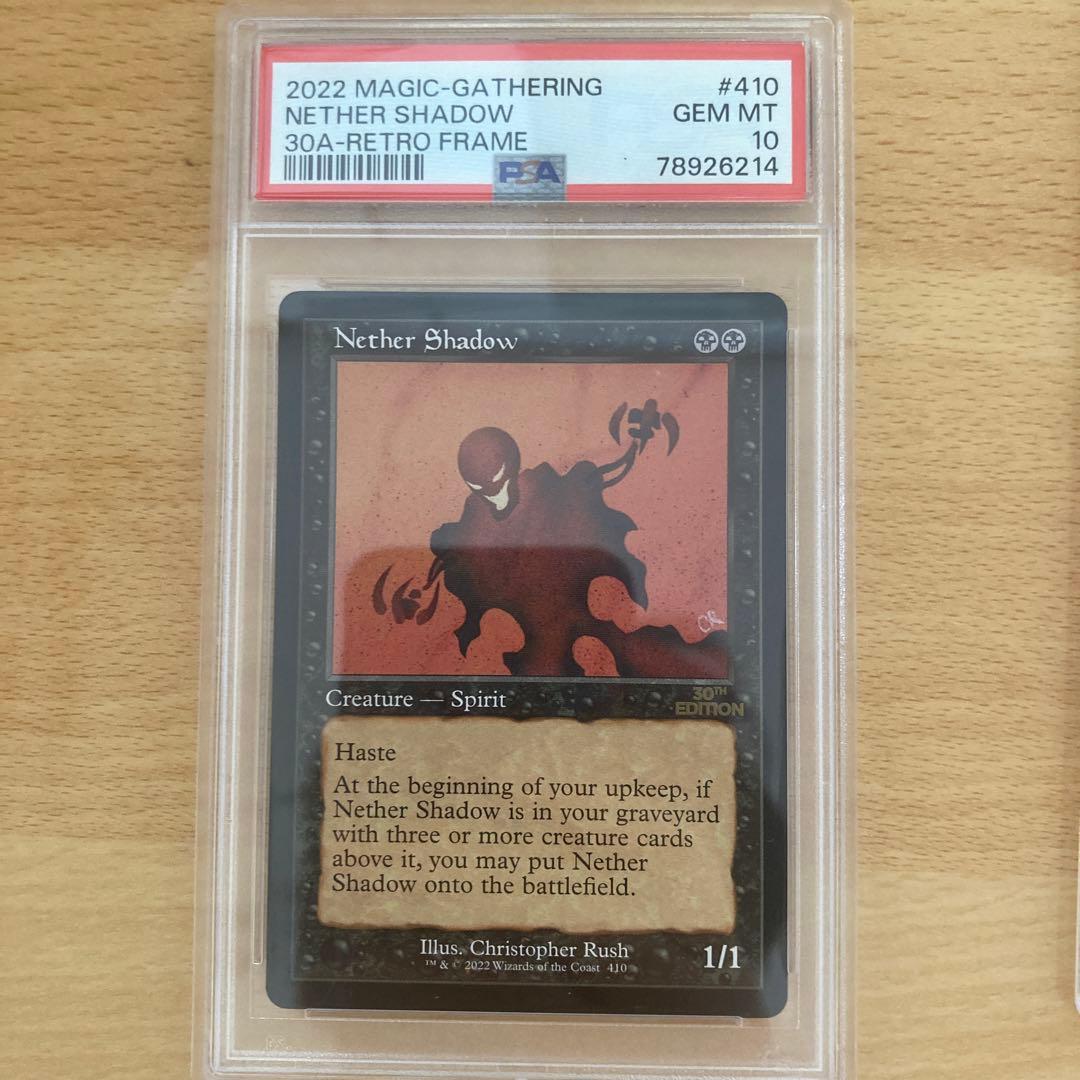 2022 MAGIC-GATHERING #410
NETHER SHADOW GEM MT
30A-RETRO FRAME 10
PSA 78926214
Nether Shadow
CR
Creature — Spirit
30TH
EDITION
Haste
At the beginning of your upkeep, if
Nether Shadow is in your graveyard
with three or more creature cards
above it, you may put Nether
Shadow onto the battlefield.
Illus. Christopher Rush
™ & © 2022 Wizards of the Coast 410
1/1